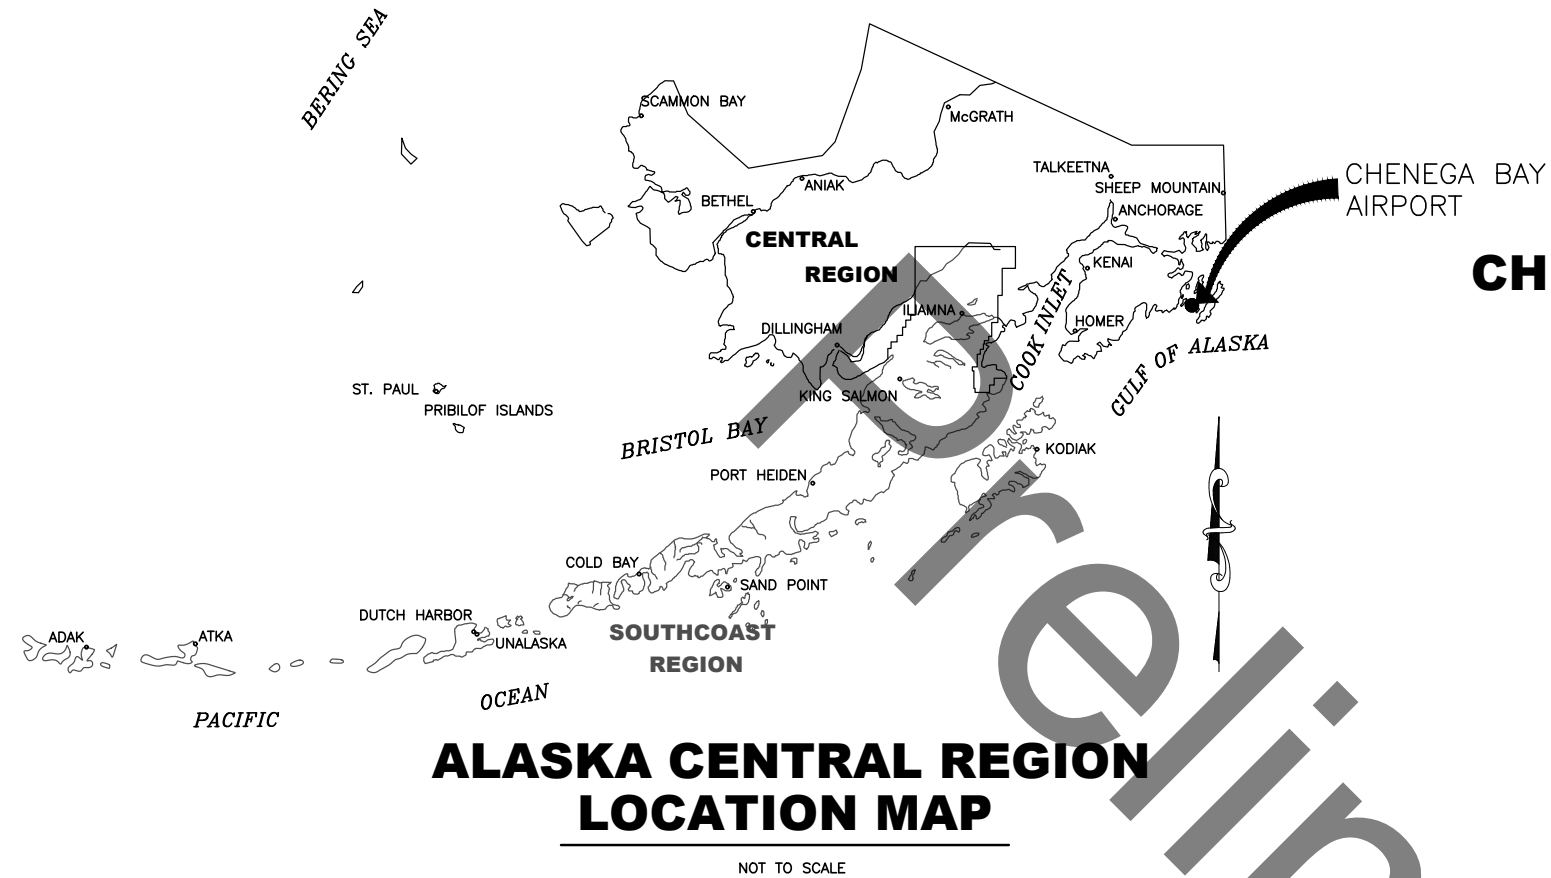 BERING SEA
SCAMMON BAY
McGRATH
TALKEETNA
SHEEP MOUNTAIN
ANCHORAGE
CHENEGA BAY
AIRPORT
ANIAK
BETHEL
CENTRAL
REGION
KENAI
CH
ILIAMNA
HOMER
DILLINGHAM
COOK INLET
GULF OF ALASKA
ST. PAUL
PRIBILOF ISLANDS
KING SALMON
BRISTOL BAY
KODIAK
PORT HEIDEN
COLD BAY
SAND POINT
DUTCH HARBOR
UNALASKA
ADAK
ATKA
SOUTHCOAST
REGION
PACIFIC
OCEAN
ALASKA CENTRAL REGION
LOCATION MAP
NOT TO SCALE
Prelin